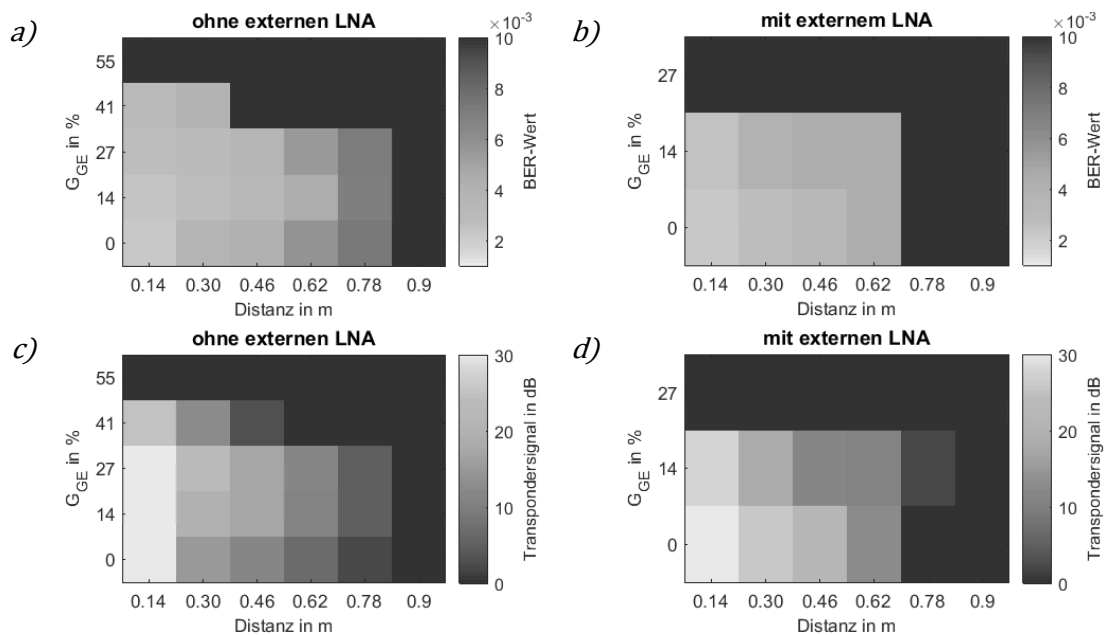 a)
ohne externen LNA
×10⁻³
G_GE in %
55
41
27
14
0
0.14 0.30 0.46 0.62 0.78 0.9
Distanz in m
10
8
6
4
2
BER-Wert
b)
mit externem LNA
×10⁻³
G_GE in %
27
14
0
0.14 0.30 0.46 0.62 0.78 0.9
Distanz in m
10
8
6
4
2
BER-Wert
c)
ohne externen LNA
G_GE in %
55
41
27
14
0
0.14 0.30 0.46 0.62 0.78 0.9
Distanz in m
30
20
10
0
Transpondersignal in dB
d)
mit externen LNA
G_GE in %
27
14
0
0.14 0.30 0.46 0.62 0.78 0.9
Distanz in m
30
20
10
0
Transpondersignal in dB